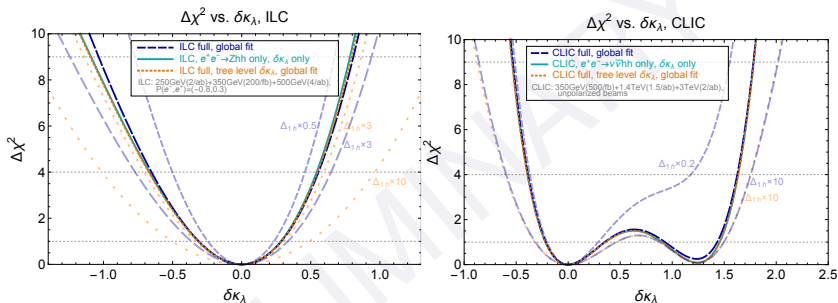 Δχ² vs. δκλ, ILC
ILC full, global fit
ILC, e⁺e⁻→Zhh only, δκλ only
ILC full, tree level δκλ, global fit
ILC: 250GeV(2/ab)+350GeV(200/fb)+500GeV(4/ab),
P(e⁻,e⁺)=(−0.8,0.3)
Δ1h×0.5
Δ1h×3
Δ1h×3
Δ1h×10
Δχ²
10
8
6
4
2
0
−1.0 −0.5 0.0 0.5 1.0
δκλ
Δχ² vs. δκλ, CLIC
CLIC full, global fit
CLIC, e⁺e⁻→νν̄hh only, δκλ only
CLIC full, tree level δκλ, global fit
CLIC: 350GeV(500/fb)+1.4TeV(1.5/ab)+3TeV(2/ab),
unpolarized beams
Δ1h×0.2
Δ1h×10
Δ1h×10
Δχ²
10
8
6
4
2
0
−1.0 −0.5 0.0 0.5 1.0 1.5 2.0 2.5
δκλ